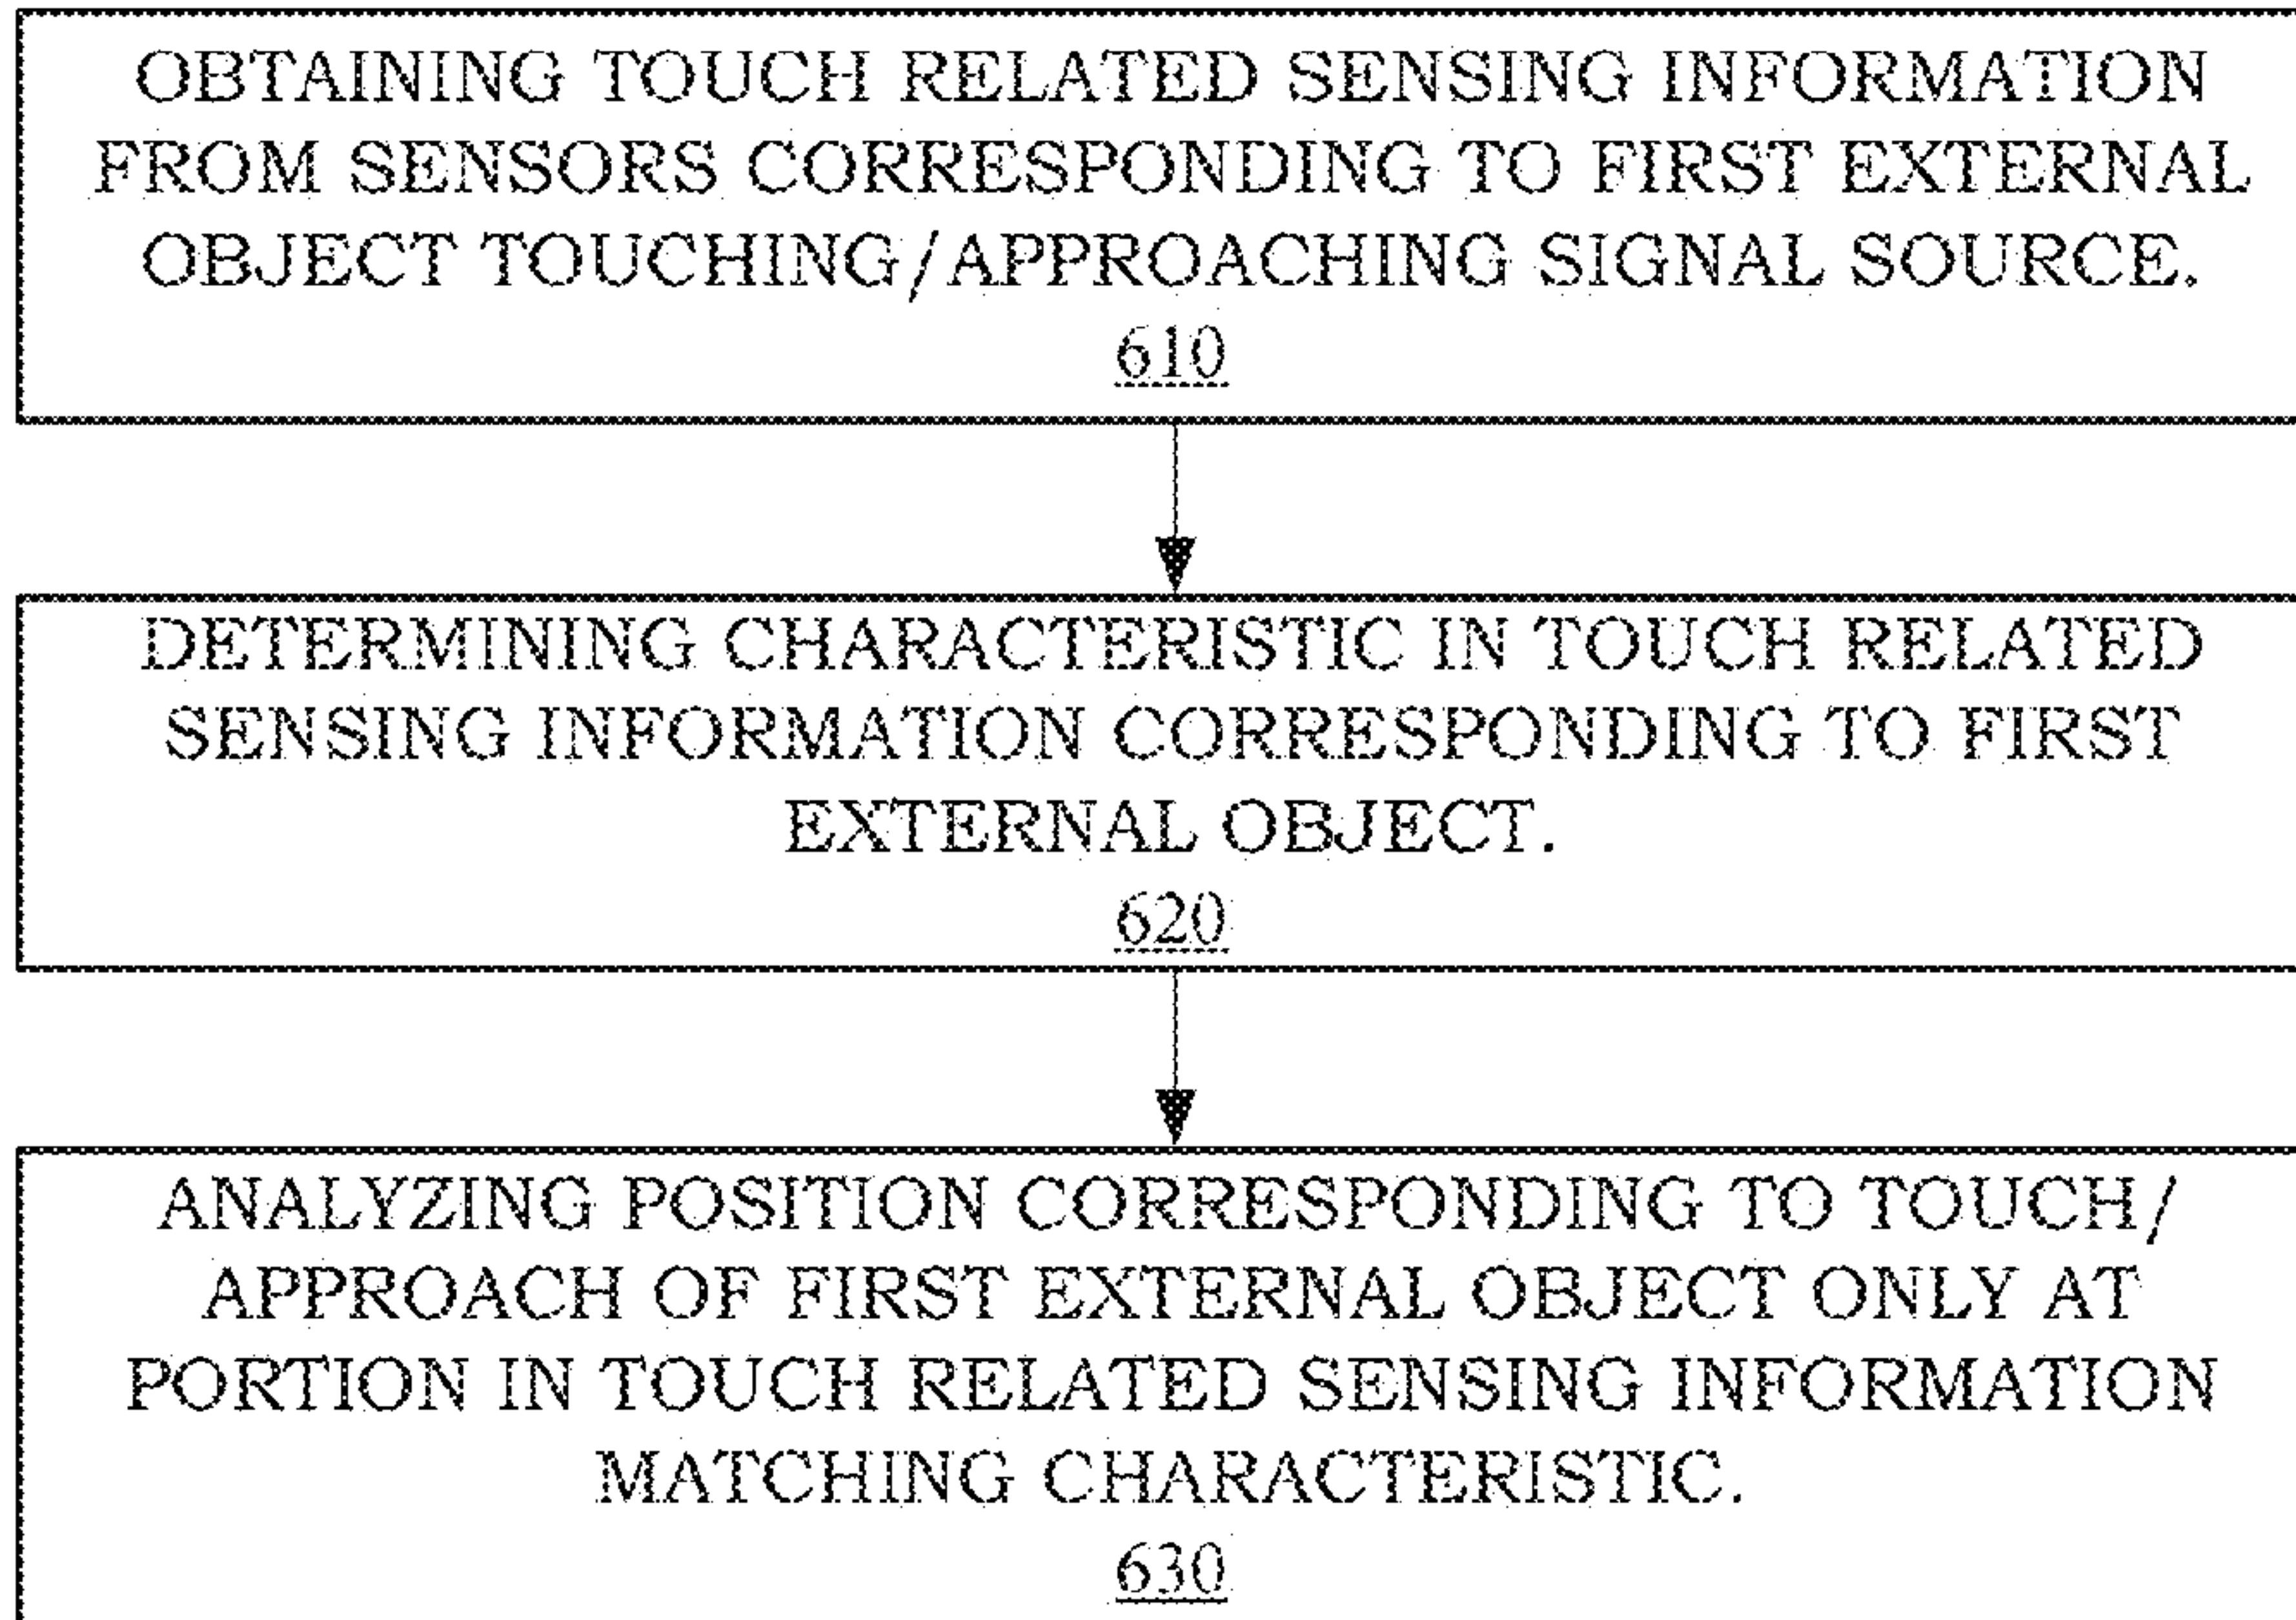 OBTAINING TOUCH RELATED SENSING INFORMATION
FROM SENSORS CORRESPONDING TO FIRST EXTERNAL
OBJECT TOUCHING/APPROACHING SIGNAL SOURCE.
610
DETERMINING CHARACTERISTIC IN TOUCH RELATED
SENSING INFORMATION CORRESPONDING TO FIRST
EXTERNAL OBJECT.
620
ANALYZING POSITION CORRESPONDING TO TOUCH/
APPROACH OF FIRST EXTERNAL OBJECT ONLY AT
PORTION IN TOUCH RELATED SENSING INFORMATION
MATCHING CHARACTERISTIC.
630